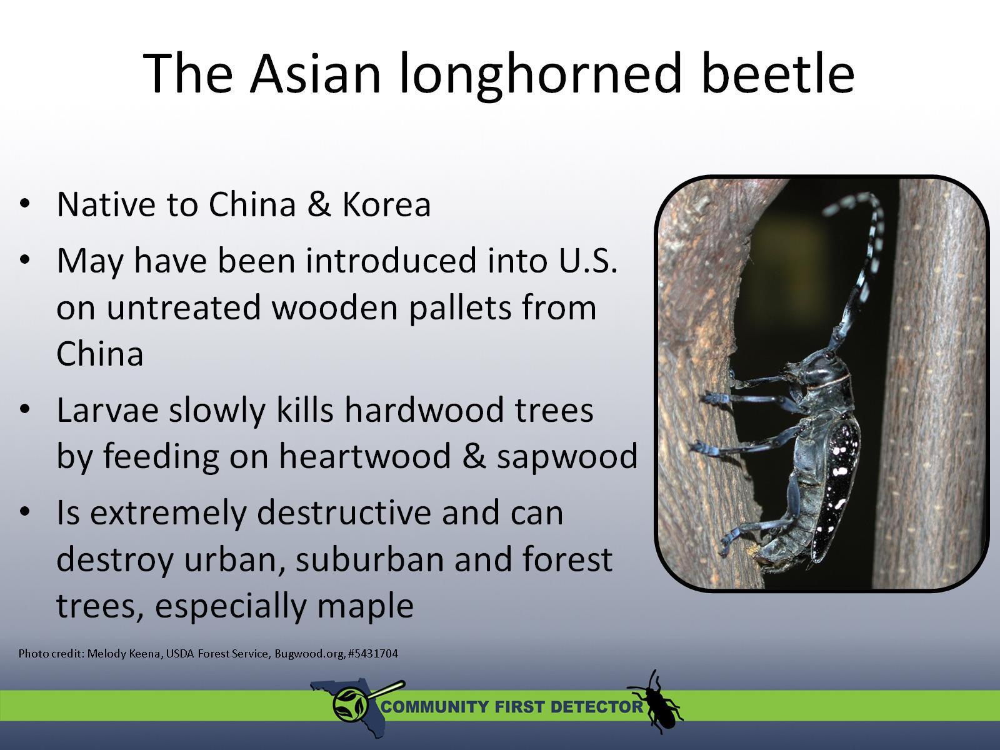 The Asian longhorned beetle
• Native to China & Korea
• May have been introduced into U.S.
on untreated wooden pallets from
China
• Larvae slowly kills hardwood trees
by feeding on heartwood & sapwood
• Is extremely destructive and can
destroy urban, suburban and forest
trees, especially maple
Photo credit: Melody Keena, USDA Forest Service, Bugwood.org, #5431704
COMMUNITY FIRST DETECTOR